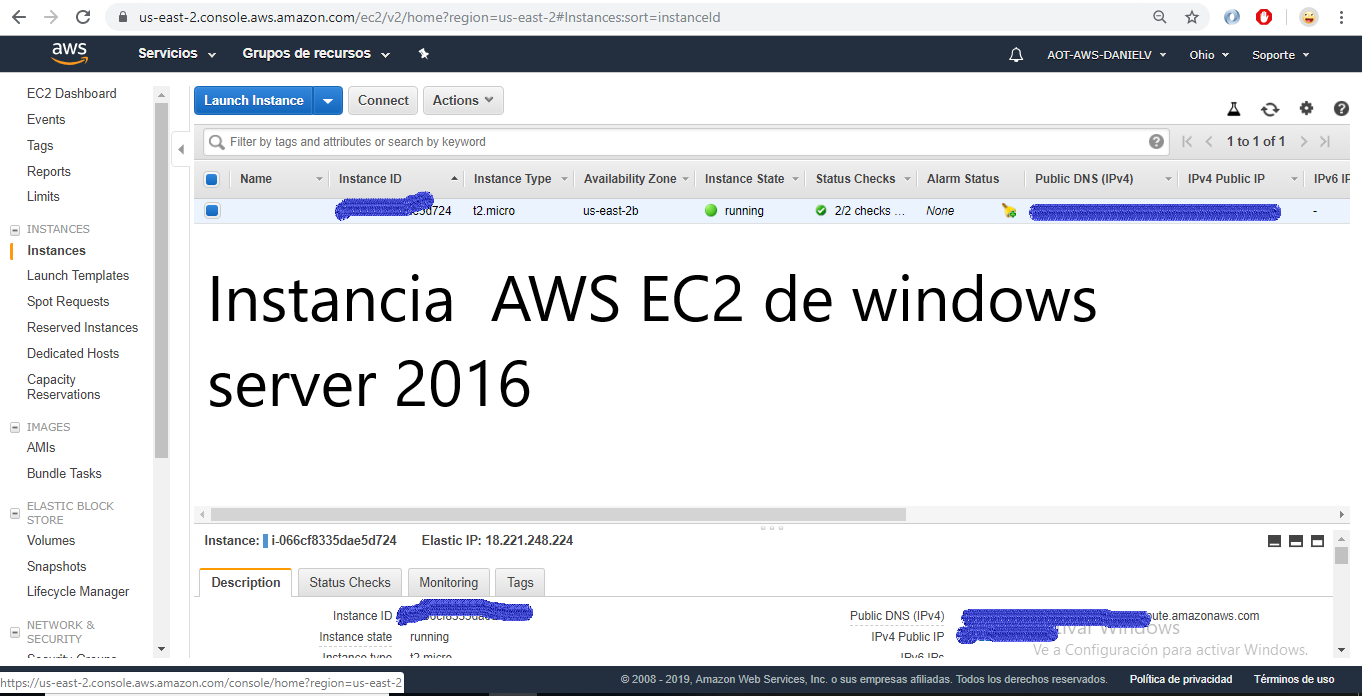 us-east-2.console.aws.amazon.com/ec2/v2/home?region=us-east-2#Instances:sort=instanceId
aws Servicios Grupos de recursos AOT-AWS-DANIELV Ohio Soporte
EC2 Dashboard
Events
Tags
Reports
Limits
INSTANCES
Instances
Launch Templates
Spot Requests
Reserved Instances
Dedicated Hosts
Capacity
Reservations
IMAGES
AMIs
Bundle Tasks
ELASTIC BLOCK
STORE
Volumes
Snapshots
Lifecycle Manager
NETWORK &
SECURITY
Security Groups
Launch Instance Connect Actions
Filter by tags and attributes or search by keyword 1 to 1 of 1
Name Instance ID Instance Type Availability Zone Instance State Status Checks Alarm Status Public DNS (IPv4) IPv4 Public IP IPv6 IP
5d724 t2.micro us-east-2b running 2/2 checks ... None -
Instancia AWS EC2 de windows
server 2016
Instance: i-066cf8335dae5d724 Elastic IP: 18.221.248.224
Description Status Checks Monitoring Tags
Instance ID Public DNS (IPv4) oute.amazonaws.com
Instance state running IPv4 Public IP
Instance type t2.micro IPv6 IPs
tivar Windows
Ve a Configuración para activar Windows.
https://us-east-2.console.aws.amazon.com/console/home?region=us-east-2
© 2008 - 2019, Amazon Web Services, Inc. o sus empresas afiliadas. Todos los derechos reservados. Política de privacidad Términos de uso